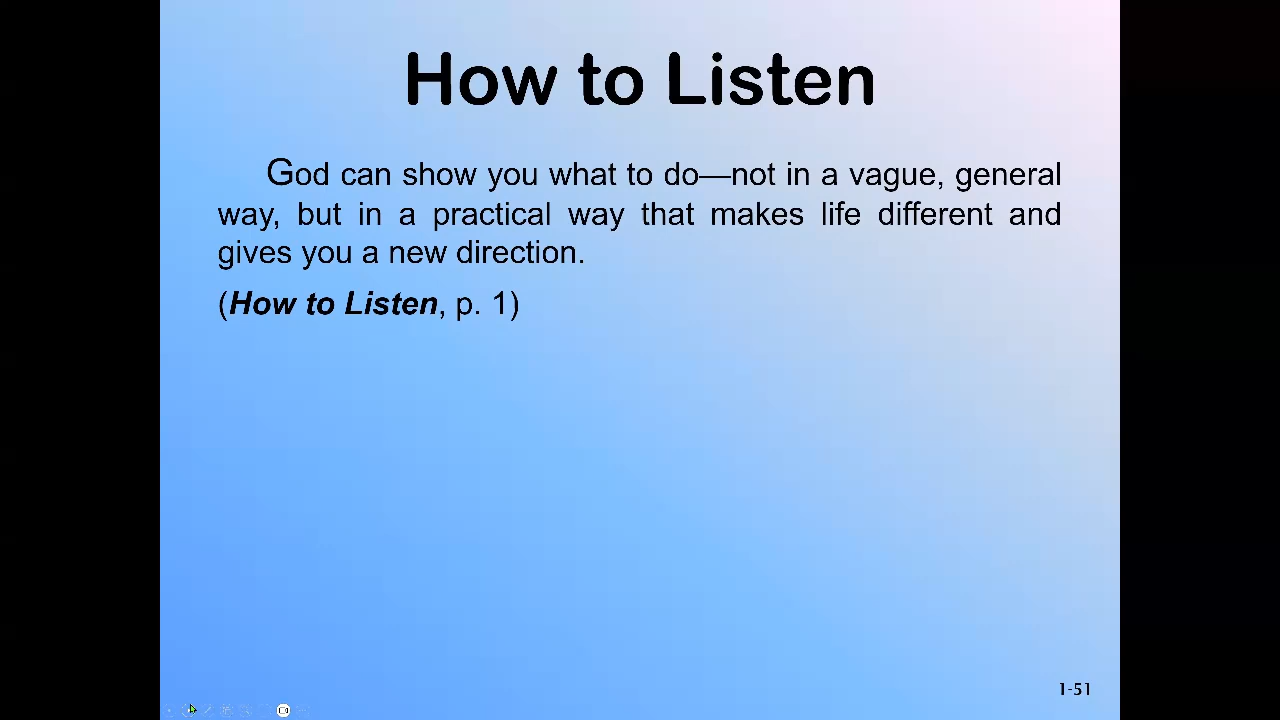 How to Listen
God can show you what to do—not in a vague, general
way, but in a practical way that makes life different and
gives you a new direction.
(How to Listen, p. 1)
1-51